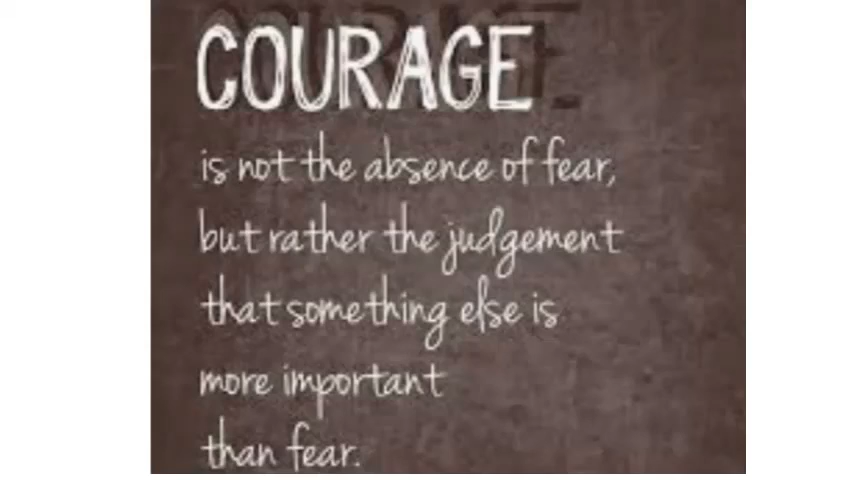 COURAGE
is not the absence of fear,
but rather the judgement
that something else is
more important
than fear.